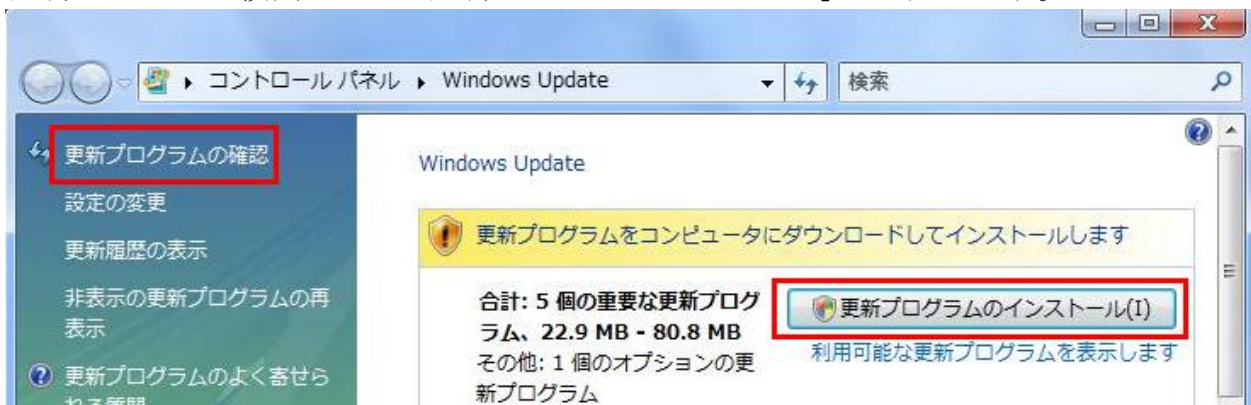 コントロール パネル ▸ Windows Update
検索
更新プログラムの確認
設定の変更
更新履歴の表示
非表示の更新プログラムの再
表示
更新プログラムのよく寄せら
れる質問
Windows Update
更新プログラムをコンピュータにダウンロードしてインストールします
合計: 5 個の重要な更新プログ
ラム、22.9 MB - 80.8 MB
その他: 1 個のオプションの更
新プログラム
更新プログラムのインストール(I)
利用可能な更新プログラムを表示します